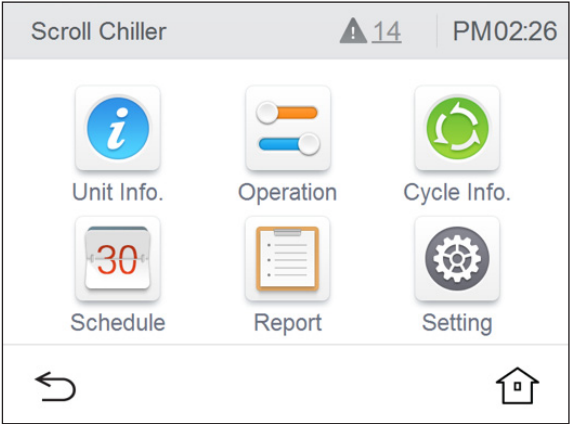 Scroll Chiller 14 PM02:26
Unit Info. Operation Cycle Info.
30
Schedule Report Setting